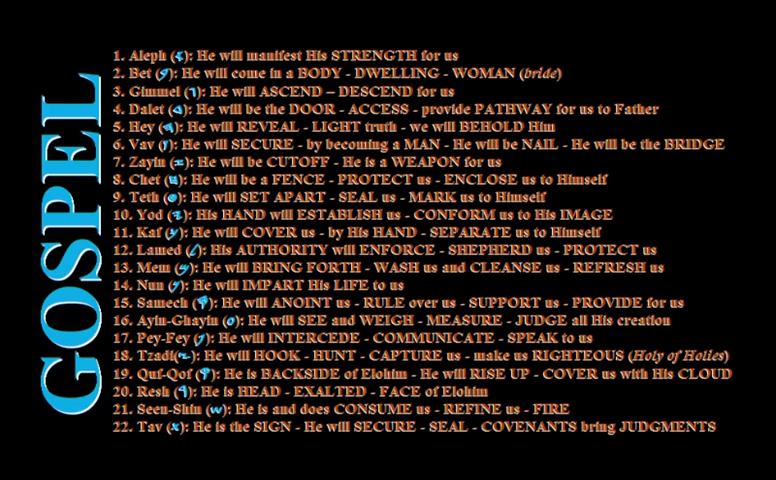 GOSPEL
1. Aleph (𐤀): He will manifest His STRENGTH for us
2. Bet (𐤁): He will come in a BODY - DWELLING - WOMAN (bride)
3. Gimmel (𐤂): He will ASCEND – DESCEND for us
4. Dalet (𐤃): He will be the DOOR - ACCESS - provide PATHWAY for us to Father
5. Hey (𐤄): He will REVEAL - LIGHT truth - we will BEHOLD Him
6. Vav (𐤅): He will SECURE - by becoming a MAN - He will be NAIL - He will be the BRIDGE
7. Zayin (𐤆): He will be CUTOFF - He is a WEAPON for us
8. Chet (𐤇): He will be a FENCE - PROTECT us - ENCLOSE us to Himself
9. Teth (𐤈): He will SET APART - SEAL us - MARK us to Himself
10. Yod (𐤉): His HAND will ESTABLISH us - CONFORM us to His IMAGE
11. Kaf (𐤊): He will COVER us - by His HAND - SEPARATE us to Himself
12. Lamed (𐤋): His AUTHORITY will ENFORCE - SHEPHERD us - PROTECT us
13. Mem (𐤌): He will BRING FORTH - WASH us and CLEANSE us - REFRESH us
14. Nun (𐤍): He will IMPART His LIFE to us
15. Samech (𐤎): He will ANOINT us - RULE over us - SUPPORT us - PROVIDE for us
16. Ayin-Ghayin (𐤏): He will SEE and WEIGH - MEASURE - JUDGE all His creation
17. Pey-Fey (𐤐): He will INTERCEDE - COMMUNICATE - SPEAK to us
18. Tzadi(𐤑): He will HOOK - HUNT - CAPTURE us - make us RIGHTEOUS (Holy of Holies)
19. Quf-Qof (𐤒): He is BACKSIDE of Elohim - He will RISE UP - COVER us with His CLOUD
20. Resh (𐤓): He is HEAD - EXALTED - FACE of Elohim
21. Seen-Shin (𐤔): He is and does CONSUME us - REFINE us - FIRE
22. Tav (𐤕): He is the SIGN - He will SECURE - SEAL - COVENANTS bring JUDGMENTS